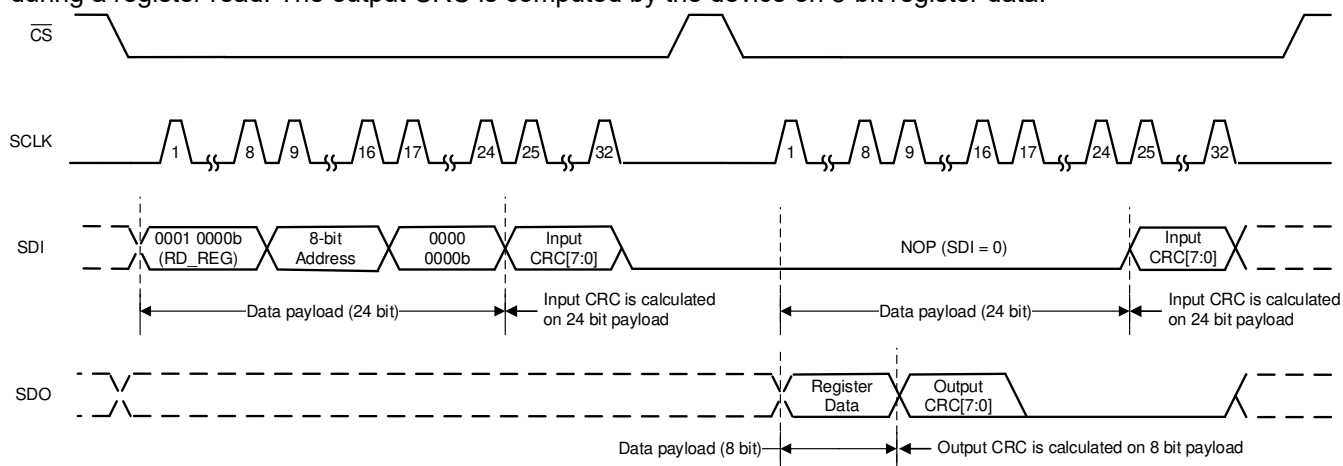 during a register read. The output CRC is computed by the device on 8-bit register data.
CS
SCLK
1 8 9 16 17 24 25 32 1 8 9 16 17 24 25 32
SDI
0001 0000b
(RD_REG)
8-bit
Address
0000
0000b
Input
CRC[7:0]
NOP (SDI = 0)
Input
CRC[7:0]
Data payload (24 bit)
Input CRC is calculated
on 24 bit payload
Data payload (24 bit)
Input CRC is calculated
on 24 bit payload
SDO
Register
Data
Output
CRC[7:0]
Data payload (8 bit)
Output CRC is calculated on 8 bit payload